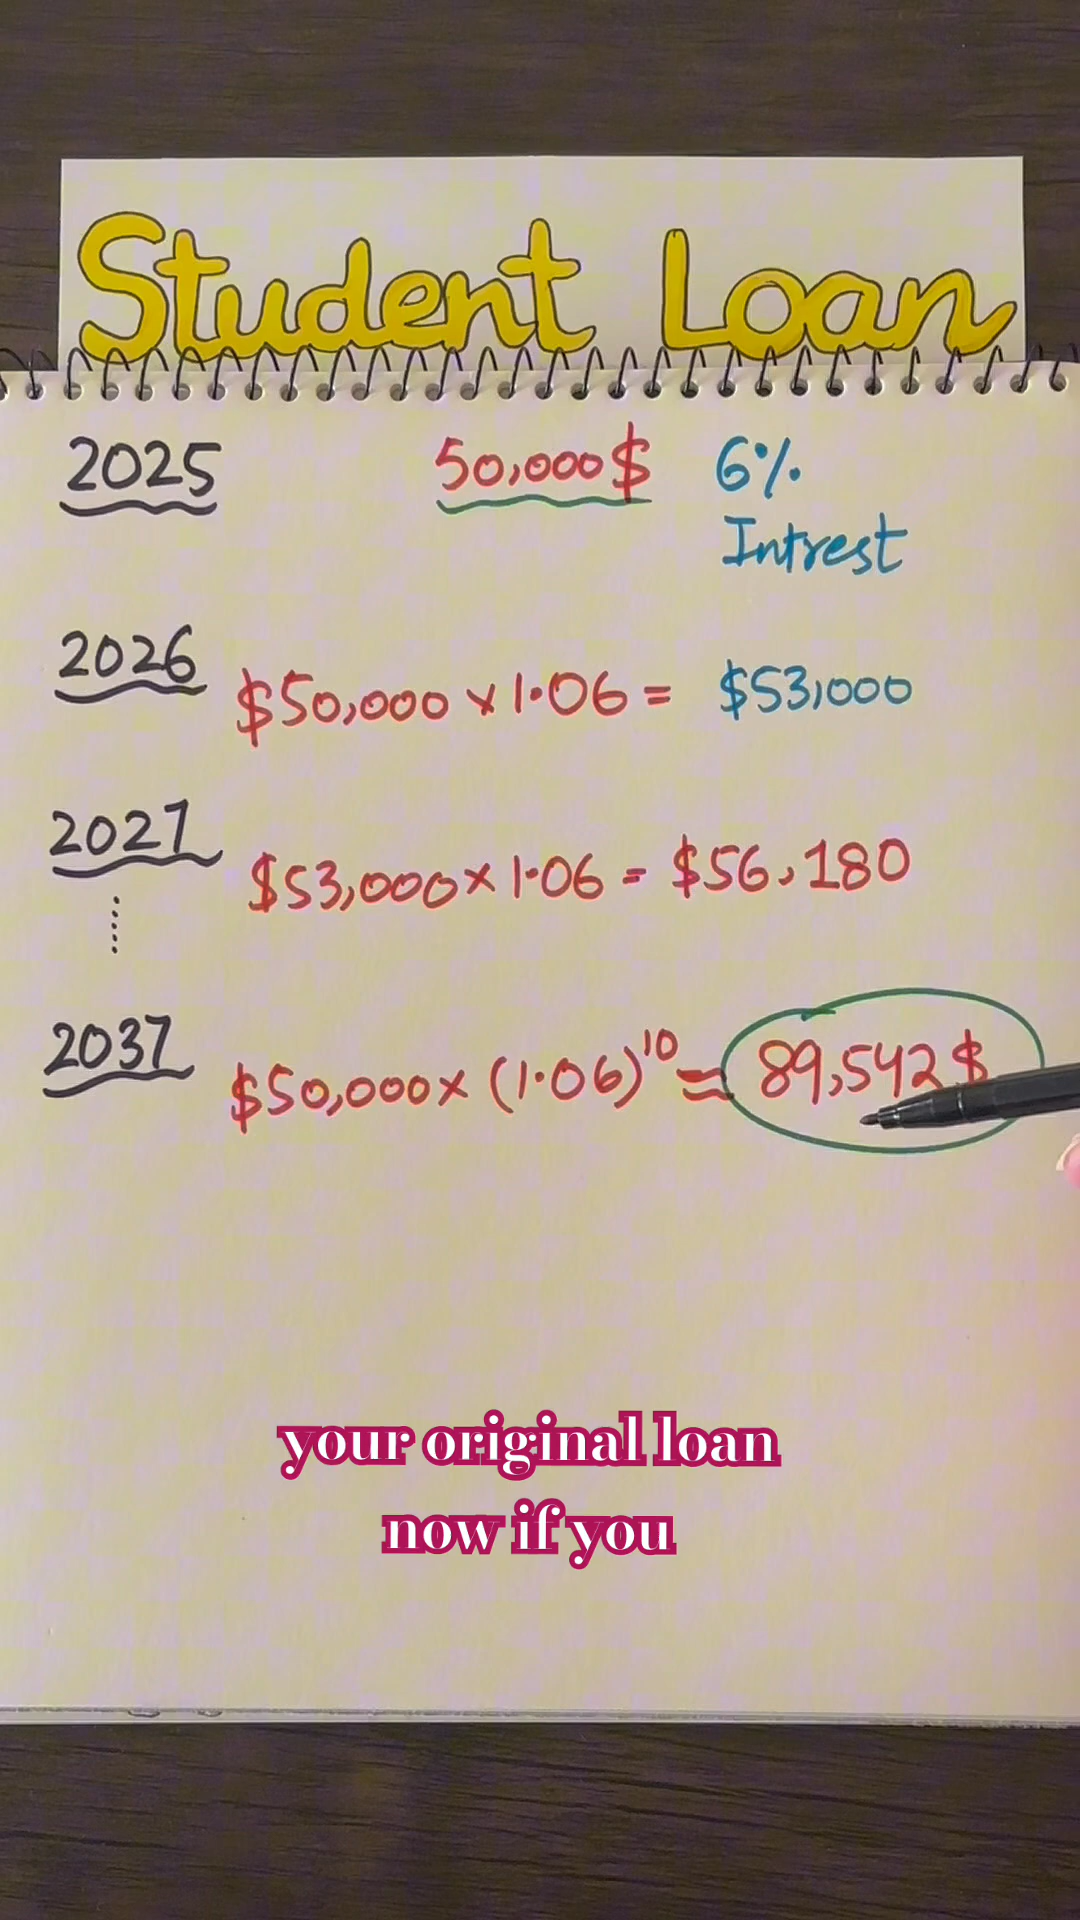 Student Loan
2025 50,000$ 6%
Intrest
2026
$50,000 x 1.06 = $53,000
2027
$53,000 x 1.06 = $56,180
2037
$50,000 x (1.06)¹⁰ ≈ 89,542$
your original loan
now if you